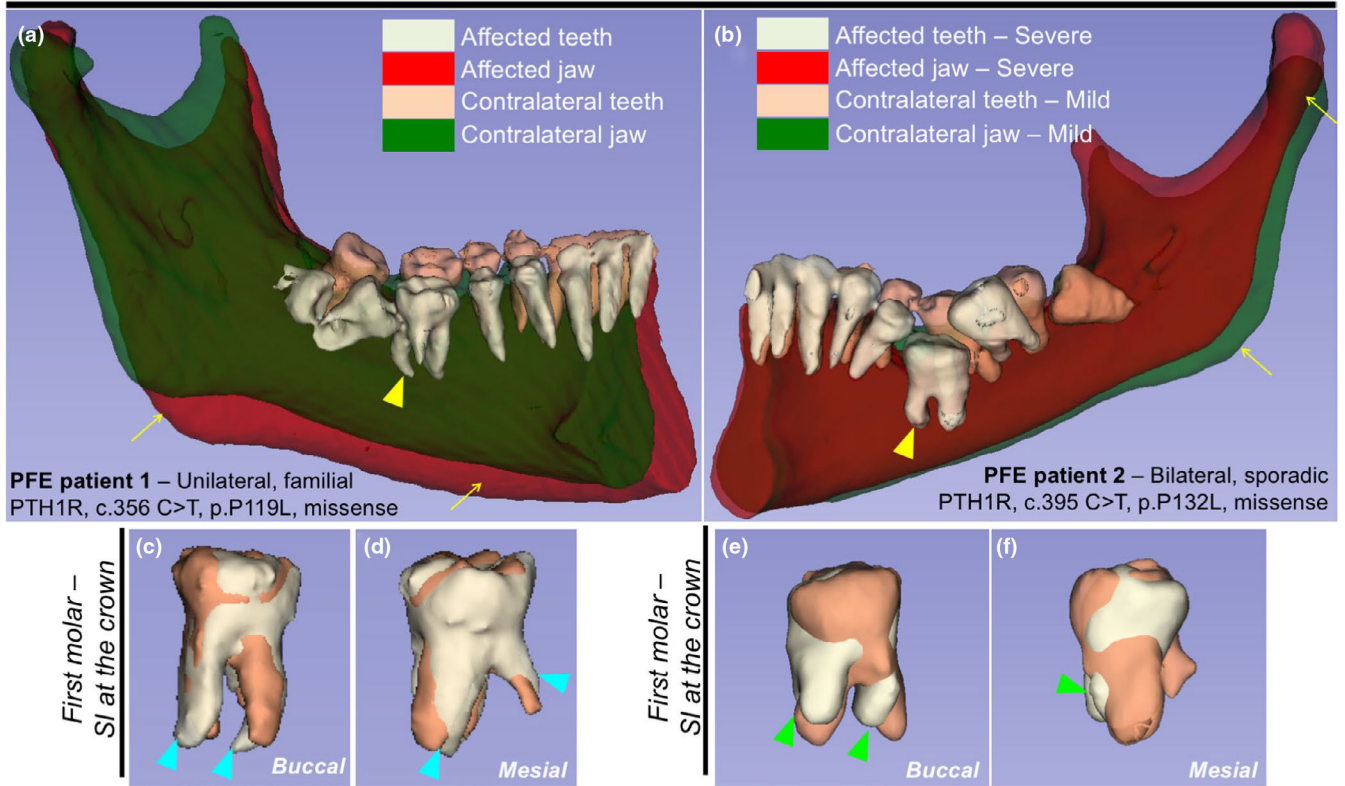 (a)
Affected teeth
Affected jaw
Contralateral teeth
Contralateral jaw
PFE patient 1 – Unilateral, familial
PTH1R, c.356 C>T, p.P119L, missense
(b)
Affected teeth – Severe
Affected jaw – Severe
Contralateral teeth – Mild
Contralateral jaw – Mild
PFE patient 2 – Bilateral, sporadic
PTH1R, c.395 C>T, p.P132L, missense
First molar –
SI at the crown
(c)
Buccal
(d)
Mesial
First molar –
SI at the crown
(e)
Buccal
(f)
Mesial